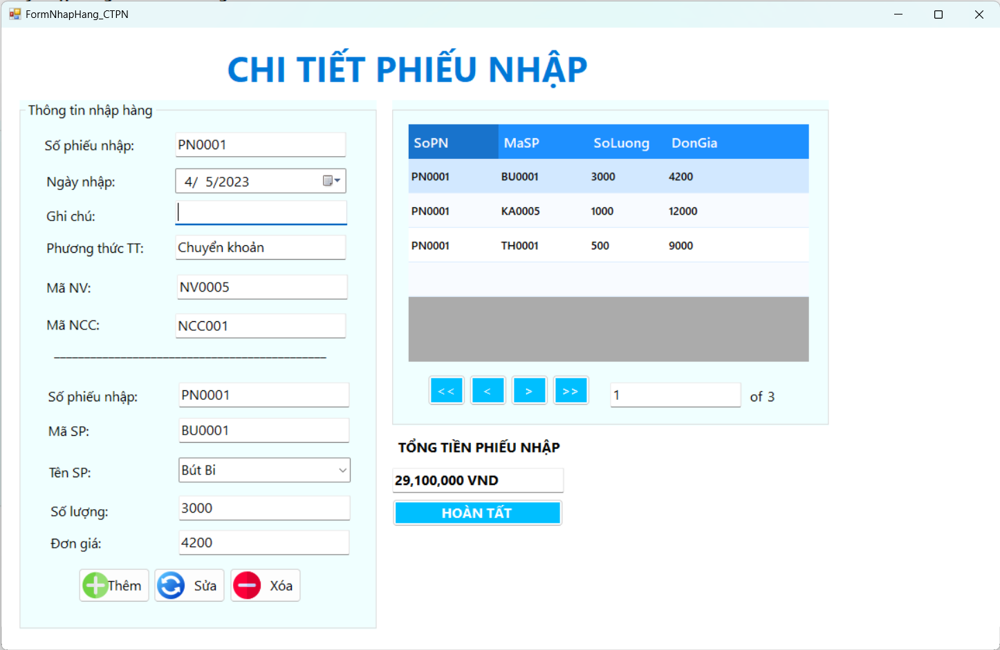 FormNhapHang_CTPN
CHI TIẾT PHIẾU NHẬP
Thông tin nhập hàng
Số phiếu nhập: PN0001
Ngày nhập: 4/ 5/2023
Ghi chú:
Phương thức TT: Chuyển khoản
Mã NV: NV0005
Mã NCC: NCC001
Số phiếu nhập: PN0001
Mã SP: BU0001
Tên SP: Bút Bi
Số lượng: 3000
Đơn giá: 4200
Thêm Sửa Xóa
SoPN MaSP SoLuong DonGia
PN0001 BU0001 3000 4200
PN0001 KA0005 1000 12000
PN0001 TH0001 500 9000
<< < > >> 1 of 3
TỔNG TIỀN PHIẾU NHẬP
29,100,000 VND
HOÀN TẤT